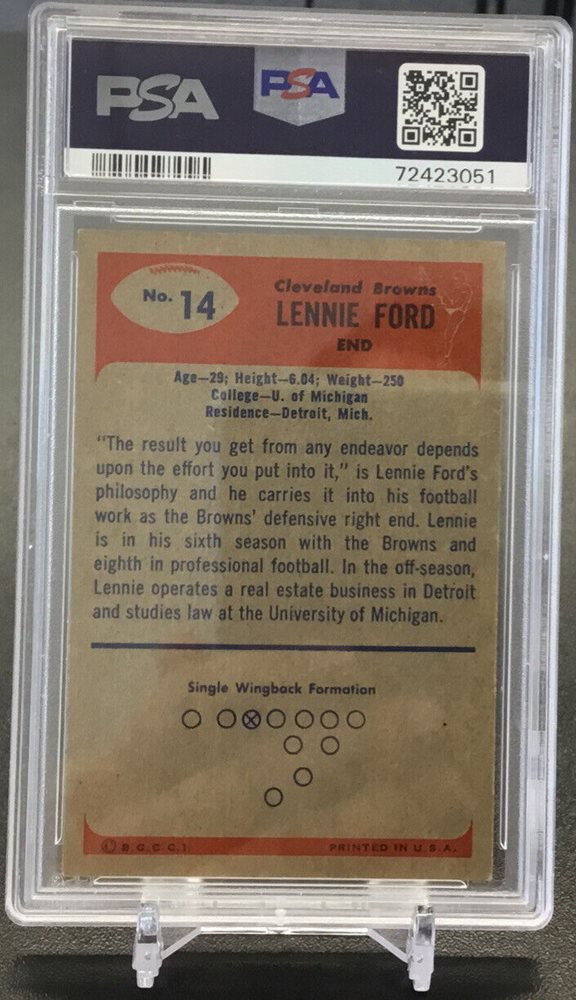 PSA
PSA
72423051
No. 14
Cleveland Browns
LENNIE FORD
END
Age—29; Height—6.04; Weight—250
College—U. of Michigan
Residence—Detroit, Mich.
"The result you get from any endeavor depends
upon the effort you put into it," is Lennie Ford's
philosophy and he carries it into his football
work as the Browns' defensive right end. Lennie
is in his sixth season with the Browns and
eighth in professional football. In the off-season,
Lennie operates a real estate business in Detroit
and studies law at the University of Michigan.
Single Wingback Formation
B. G. C. C. I
PRINTED IN U.S.A.